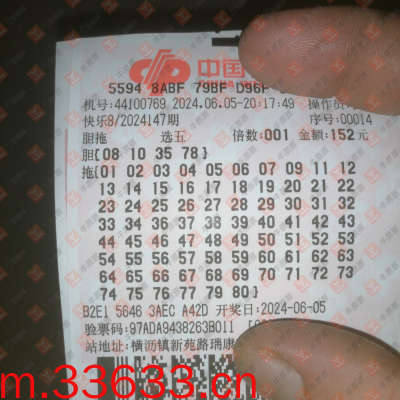 中国
5594 8ABF 79BF D96F
机号:44100769 2024.06.05-20:17:49 操作员
快乐8/2024147期 序号:00014
胆拖 选五 倍数:001 金额:152元
胆[08 10 35 78]
拖[01 02 03 04 05 06 07 09 11 12
13 14 15 16 17 18 19 20 21 22
23 24 25 26 27 28 29 30 31 32
33 34 36 37 38 39 40 41 42 43
44 45 46 47 48 49 50 51 52 53
54 55 56 57 58 59 60 61 62 63
64 65 66 67 68 69 70 71 72 73
74 75 76 77 79 80]
B2E1 5646 3AEC A42D 开奖日:2024-06-05
验票码:97ADA9438263B011
站地址:横沥镇新苑路瑞康
m.33633.cn